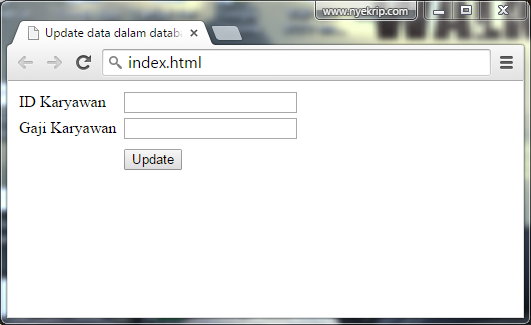 www.nyekrip.com
Update data dalam datab
index.html
ID Karyawan
Gaji Karyawan
Update